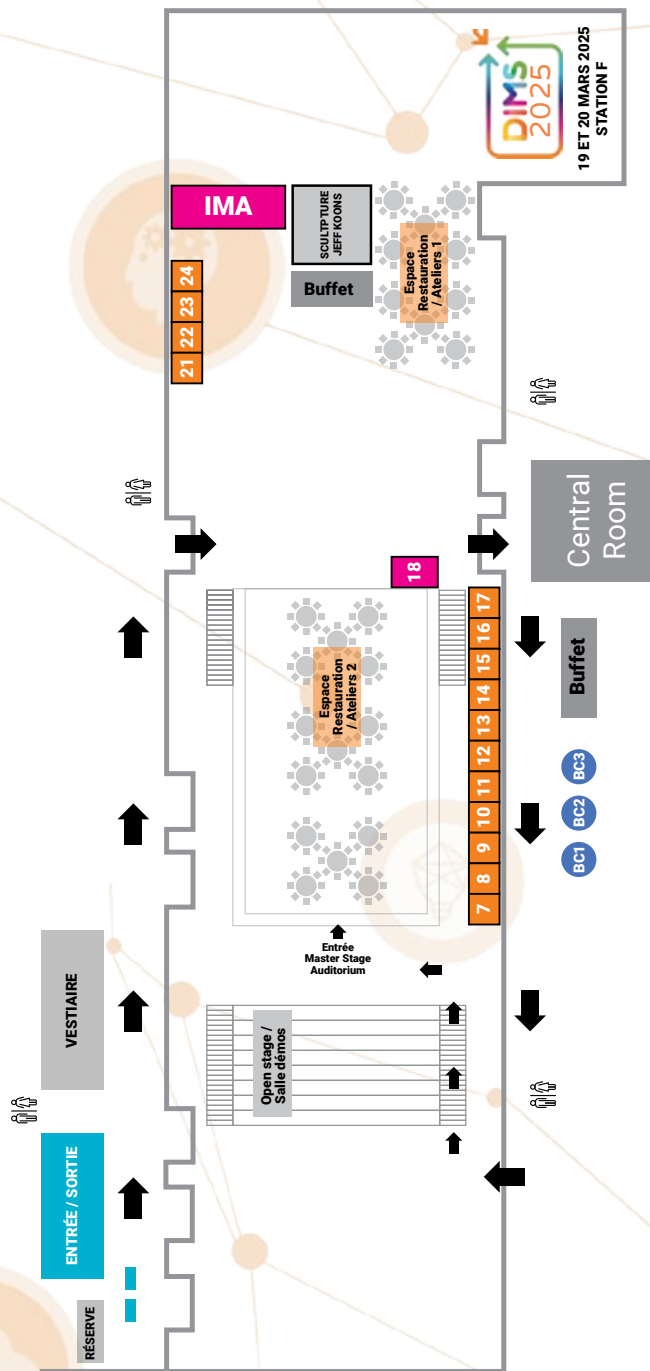 DIMS
2025
19 ET 20 MARS 2025
STATION F
IMA
SCULTPTURE
JEFF KOONS
Buffet
Espace
Restauration
/ Ateliers 1
21
22
23
24
Central
Room
18
7
8
9
10
11
12
13
14
15
16
17
Espace
Restauration
/ Ateliers 2
Buffet
BC1
BC2
BC3
Entrée
Master Stage
Auditorium
VESTIAIRE
Open stage /
Salle démos
ENTRÉE / SORTIE
RÉSERVE